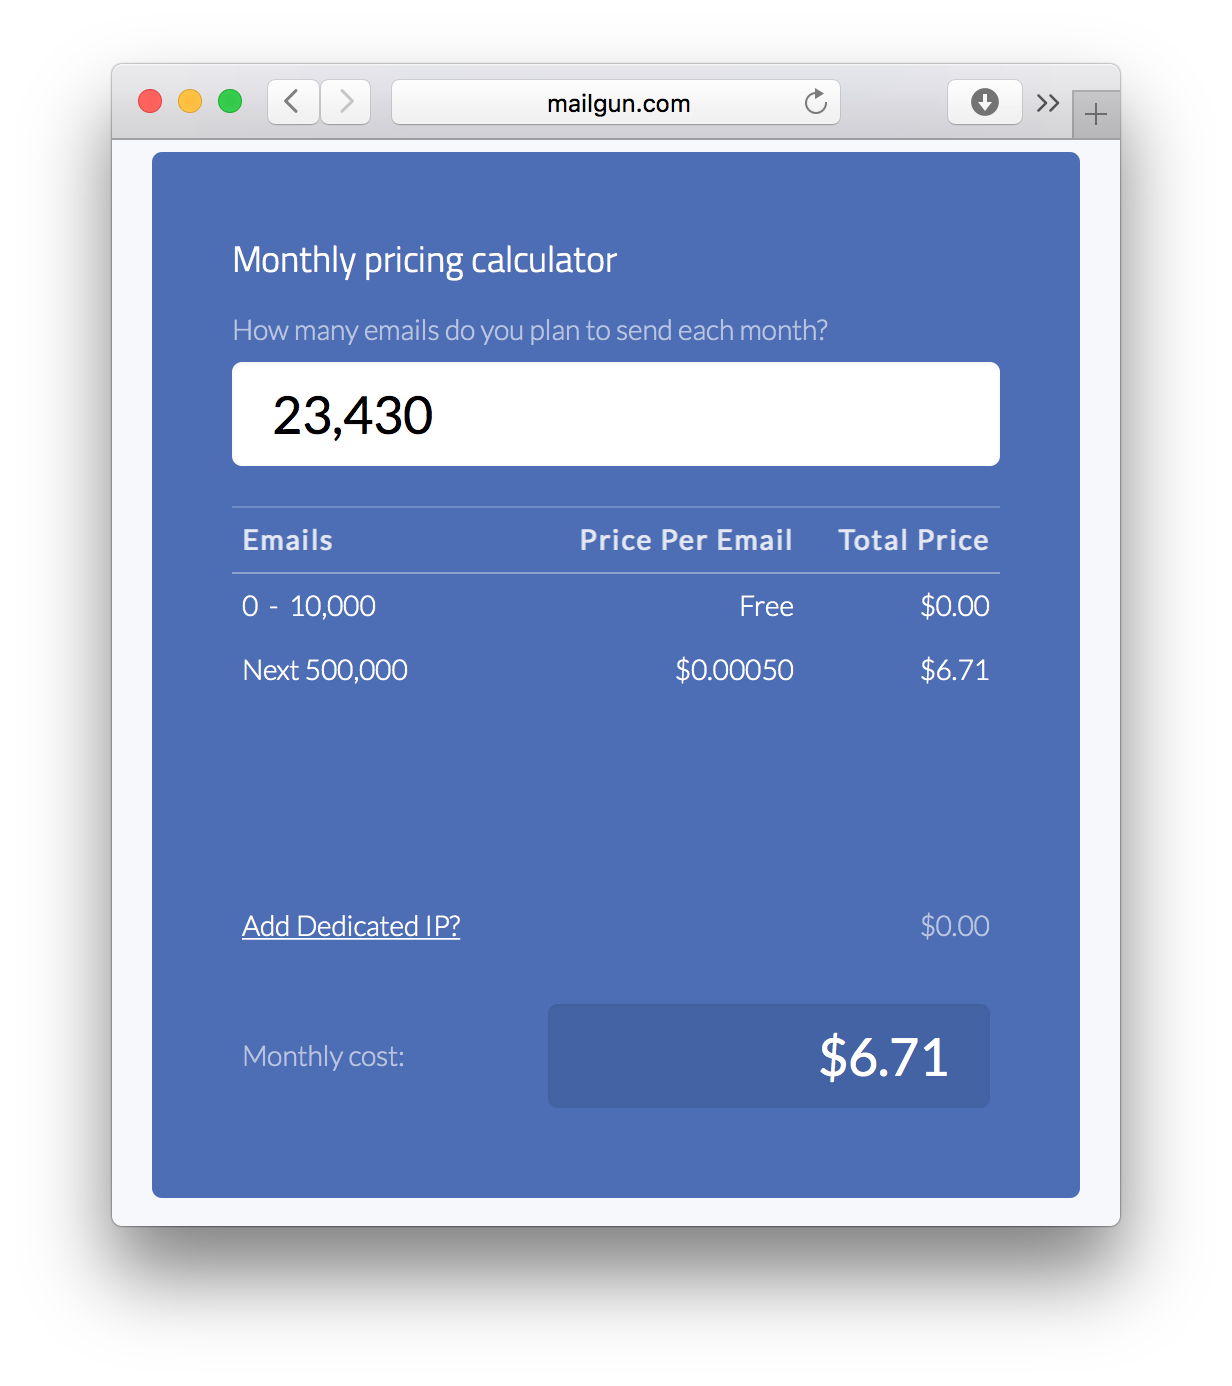 mailgun.com
Monthly pricing calculator
How many emails do you plan to send each month?
23,430
Emails Price Per Email Total Price
0 - 10,000 Free $0.00
Next 500,000 $0.00050 $6.71
Add Dedicated IP? $0.00
Monthly cost: $6.71